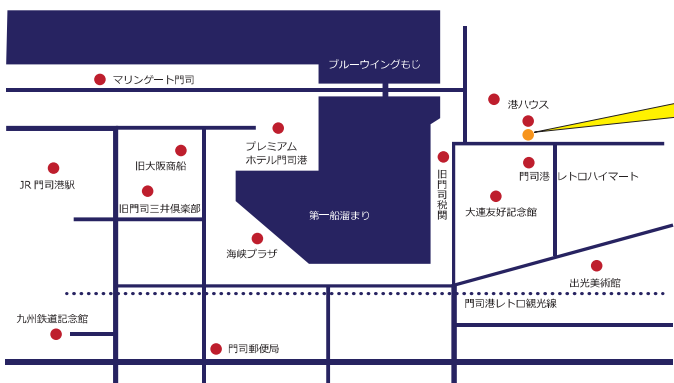 ブルーウイングもじ
マリンゲート門司
港ハウス
プレミアム
ホテル門司港
旧大阪商船
JR 門司港駅
旧門司税関
門司港レトロハイマート
旧門司三井倶楽部
第一船溜まり
大連友好記念館
海峡プラザ
出光美術館
門司港レトロ観光線
九州鉄道記念館
門司郵便局